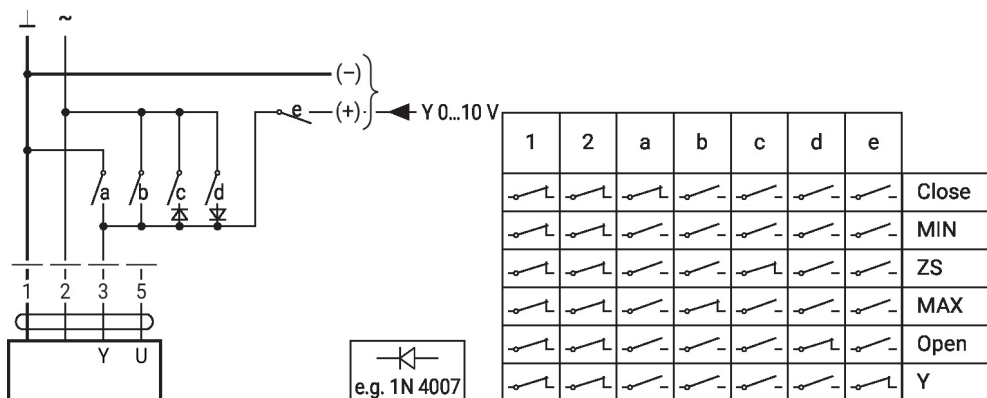 ⊥ ~
(–)
e (+) Y 0...10 V
a b c d
1 2 3 5
Y U
e.g. 1N 4007
1 2 a b c d e
Close
MIN
ZS
MAX
Open
Y